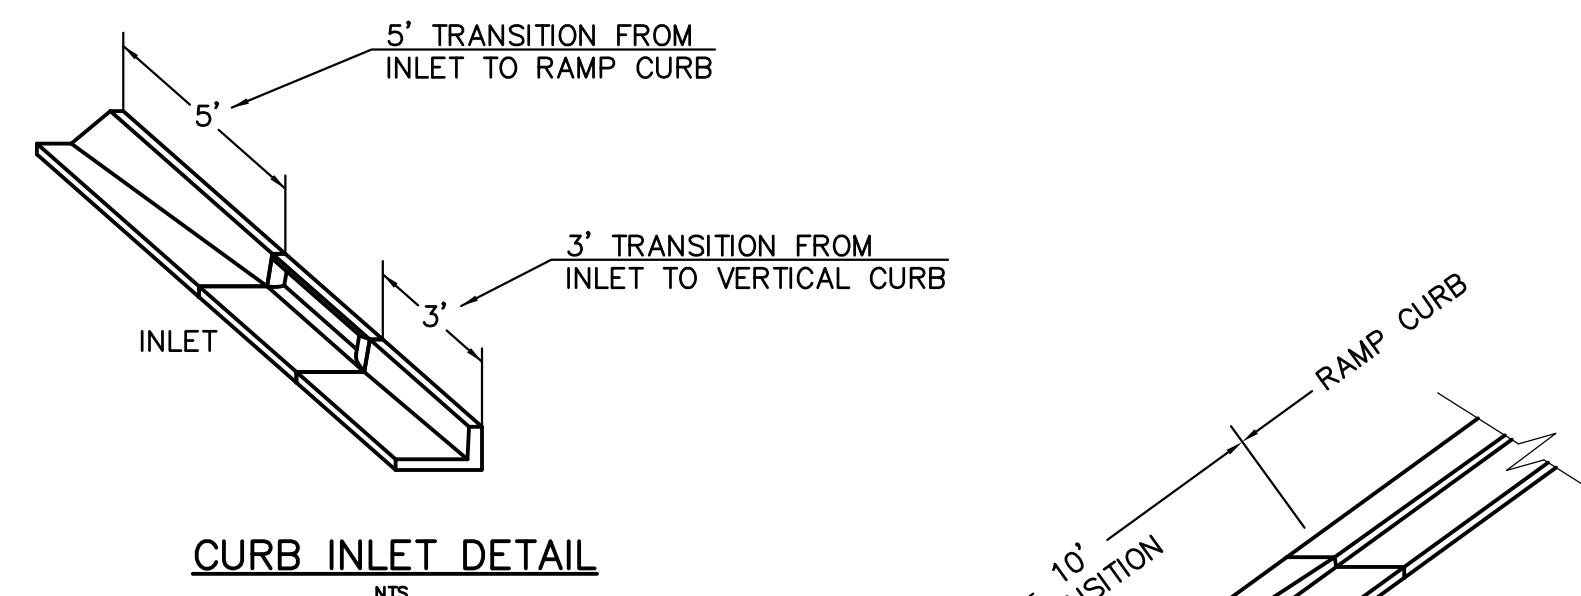 5' TRANSITION FROM
INLET TO RAMP CURB
5'
3' TRANSITION FROM
INLET TO VERTICAL CURB
3'
INLET
RAMP CURB
10'
CURB INLET DETAIL
NTS